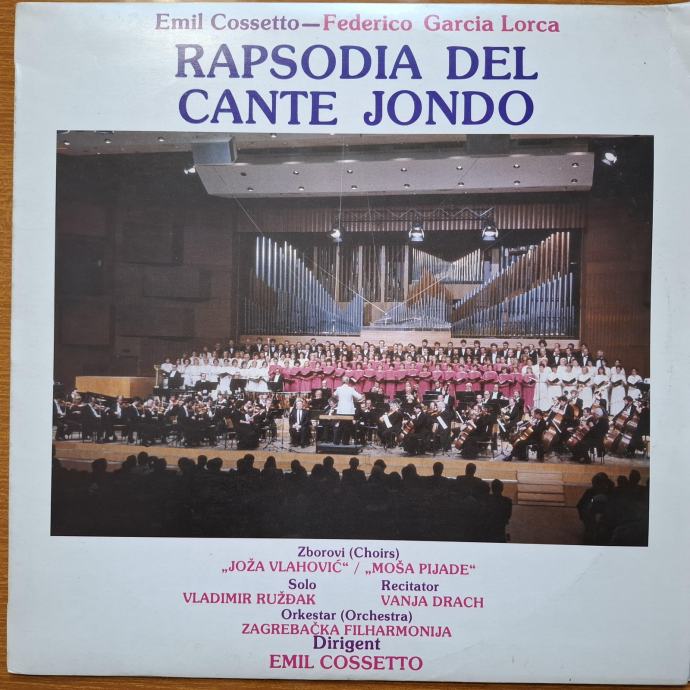 Emil Cossetto—Federico Garcia Lorca
RAPSODIA DEL
CANTE JONDO
Zborovi (Choirs)
„JOŽA VLAHOVIĆ“ / „MOŠA PIJADE“
Solo Recitator
VLADIMIR RUŽĐAK VANJA DRACH
Orkestar (Orchestra)
ZAGREBAČKA FILHARMONIJA
Dirigent
EMIL COSSETTO